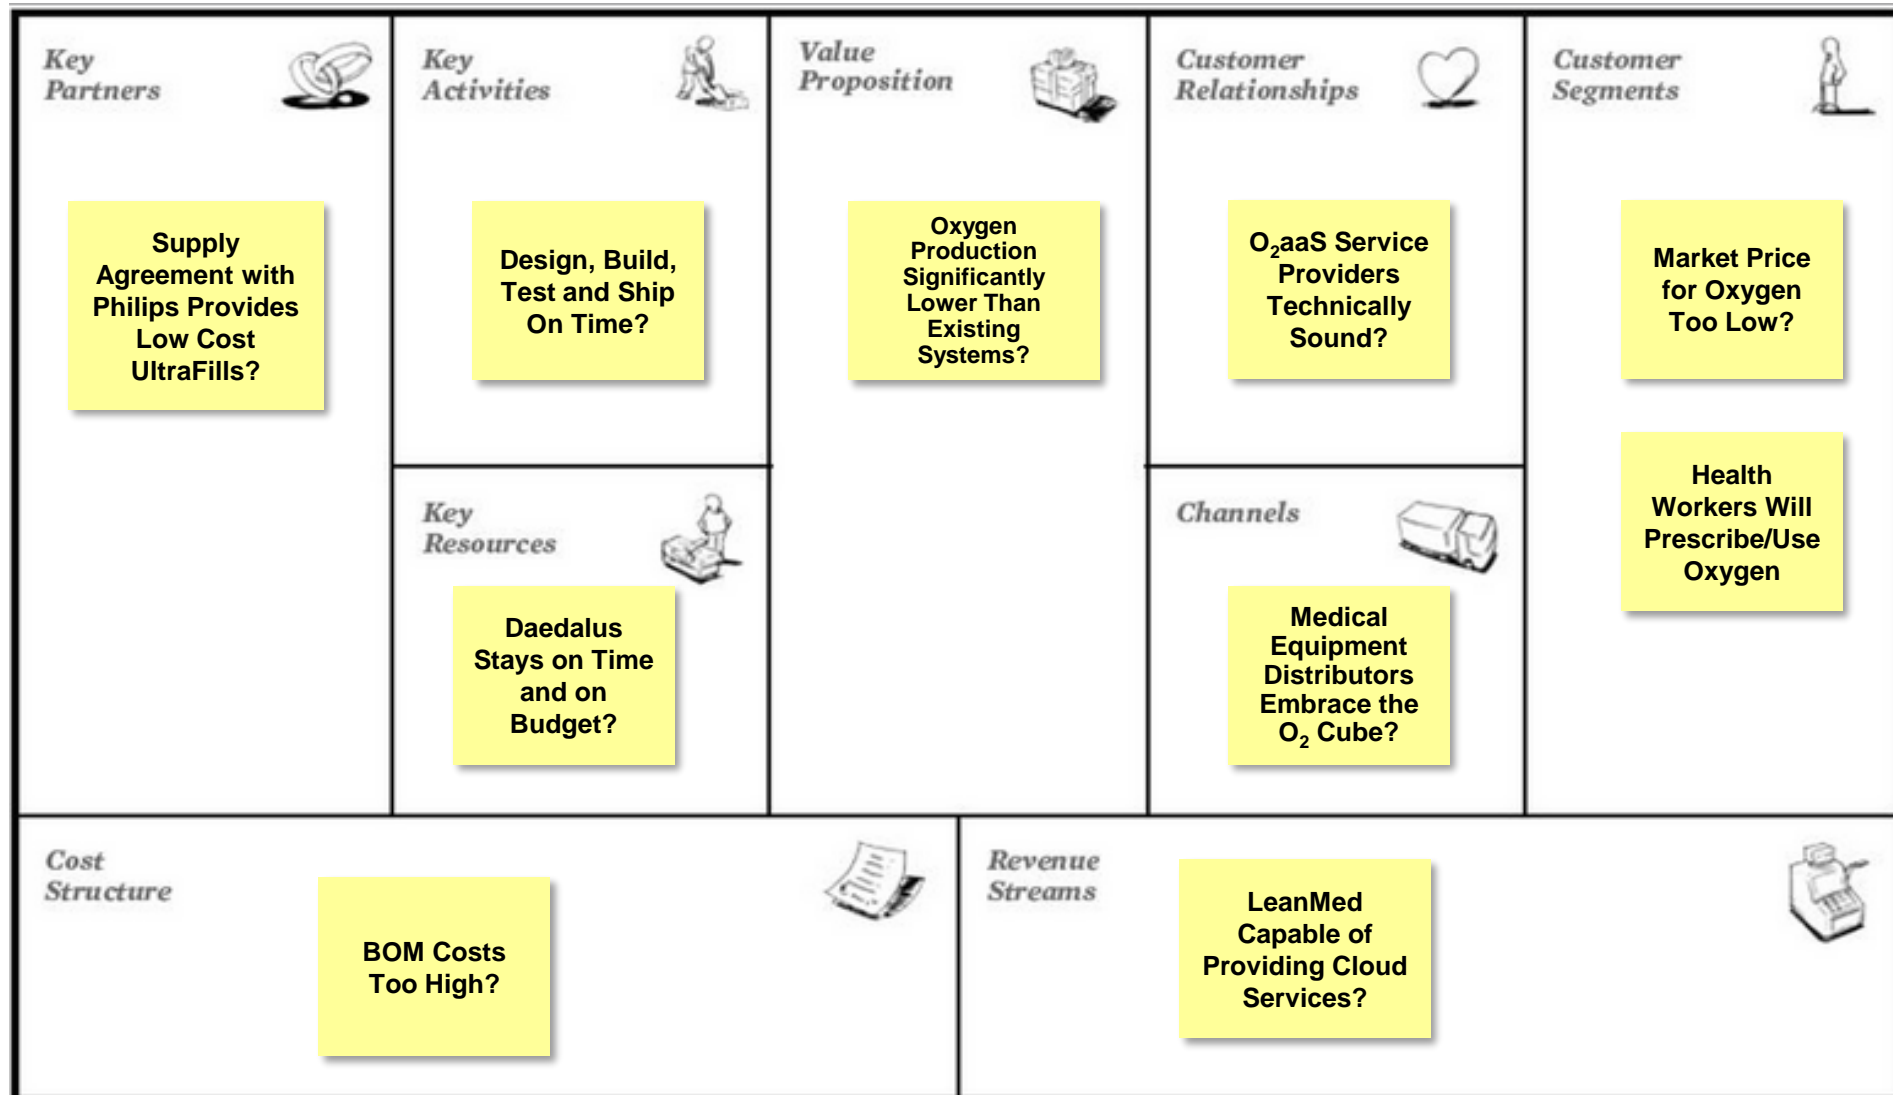 Key
Partners
Supply
Agreement with
Philips Provides
Low Cost
UltraFills?
Key
Activities
Design, Build,
Test and Ship
On Time?
Key
Resources
Daedalus
Stays on Time
and on
Budget?
Value
Proposition
Oxygen
Production
Significantly
Lower Than
Existing
Systems?
Customer
Relationships
O₂aaS Service
Providers
Technically
Sound?
Channels
Medical
Equipment
Distributors
Embrace the
O₂ Cube?
Customer
Segments
Market Price
for Oxygen
Too Low?
Health
Workers Will
Prescribe/Use
Oxygen
Cost
Structure
BOM Costs
Too High?
Revenue
Streams
LeanMed
Capable of
Providing Cloud
Services?